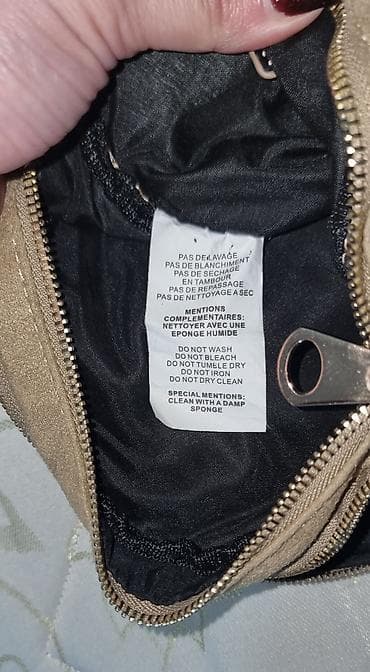 PAS DE LAVAGE
PAS DE BLANCHIMENT
PAS DE SECHAGE
EN TAMBOUR
PAS DE REPASSAGE
PAS DE NETTOYAGE A SEC
MENTIONS
COMPLEMENTAIRES:
NETTOYER AVEC UNE
EPONGE HUMIDE
DO NOT WASH
DO NOT BLEACH
DO NOT TUMBLE DRY
DO NOT IRON
DO NOT DRY CLEAN
SPECIAL MENTIONS:
CLEAN WITH A DAMP
SPONGE